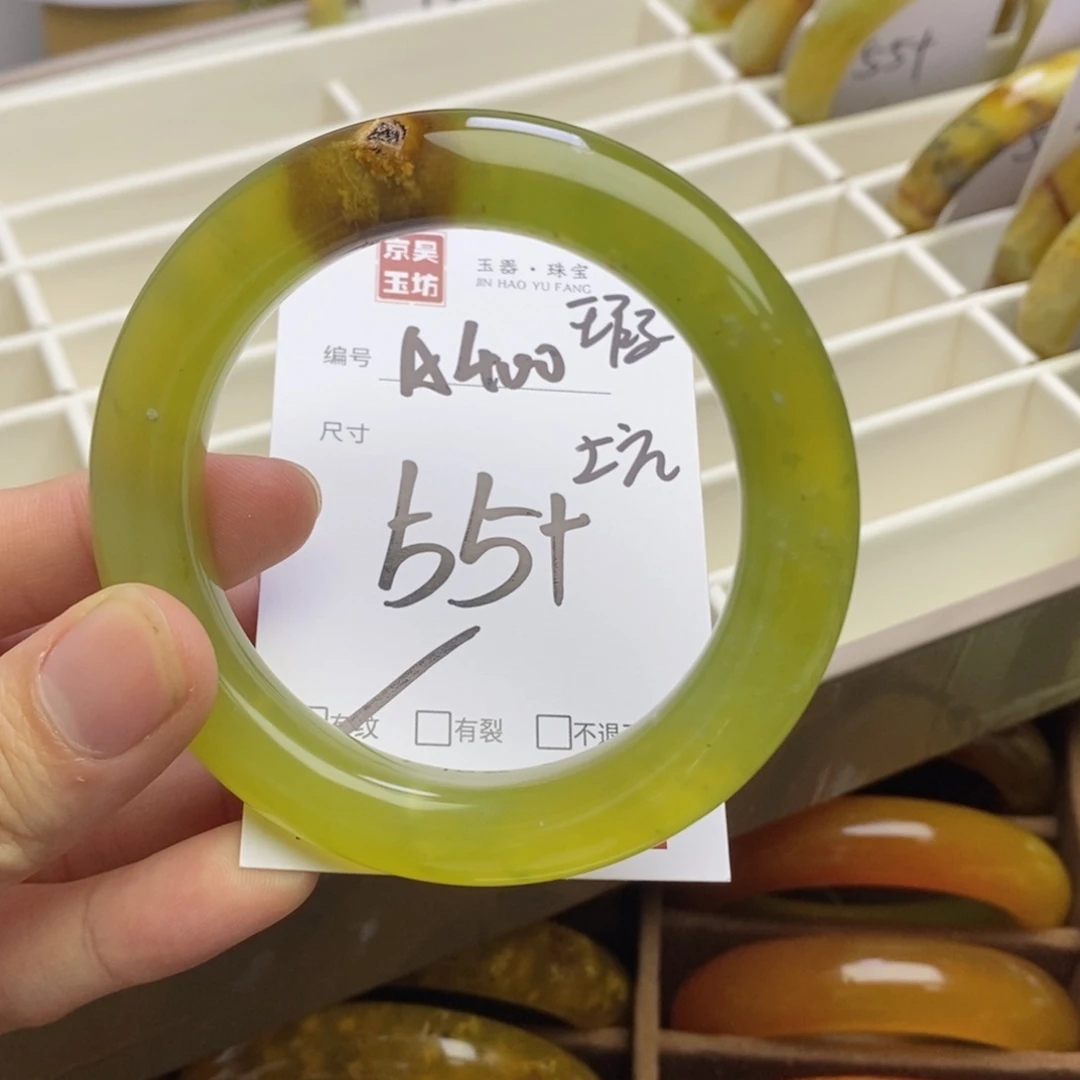 京昊
玉坊
玉器·珠宝
JIN HAO YU FANG
编号 A400
尺寸
坑
55+
有纹 有裂 不退
55+